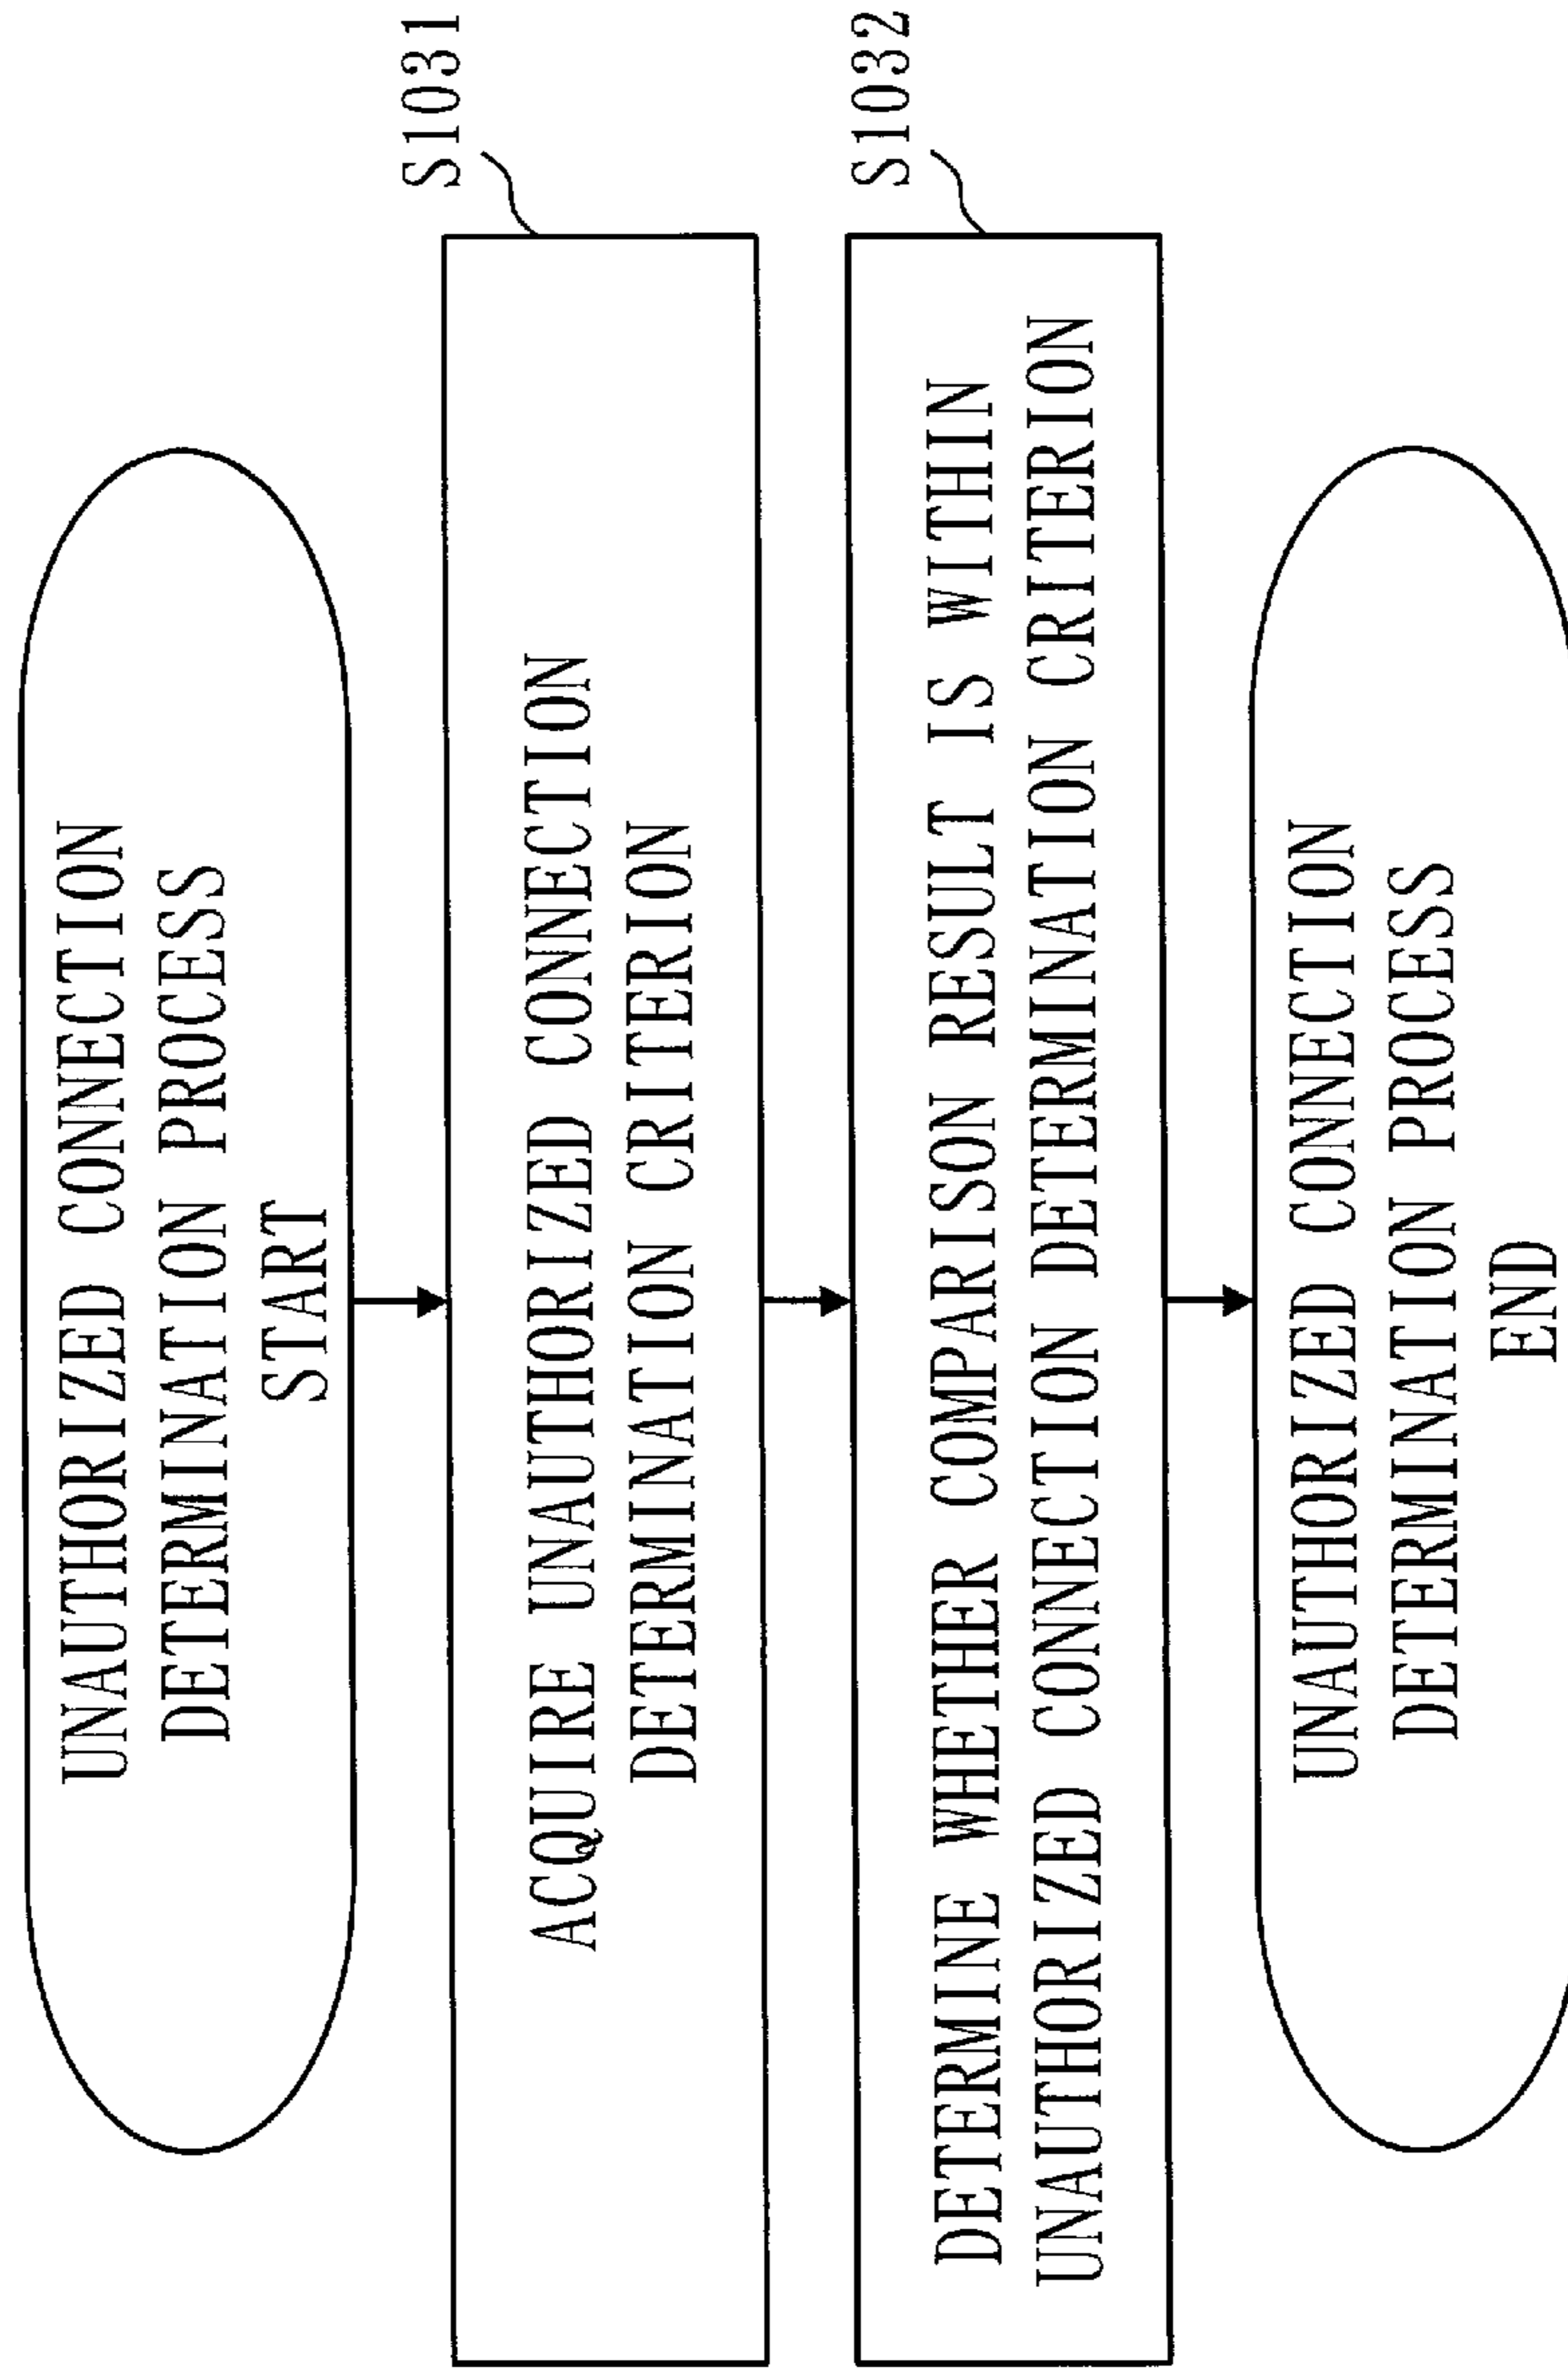 UNAUTHORIZED CONNECTION
DETERMINATION PROCESS
START
S1031
ACQUIRE UNAUTHORIZED CONNECTION
DETERMINATION CRITERION
S1032
DETERMINE WHETHER COMPARISON RESULT IS WITHIN
UNAUTHORIZED CONNECTION DETERMINATION CRITERION
UNAUTHORIZED CONNECTION
DETERMINATION PROCESS
END